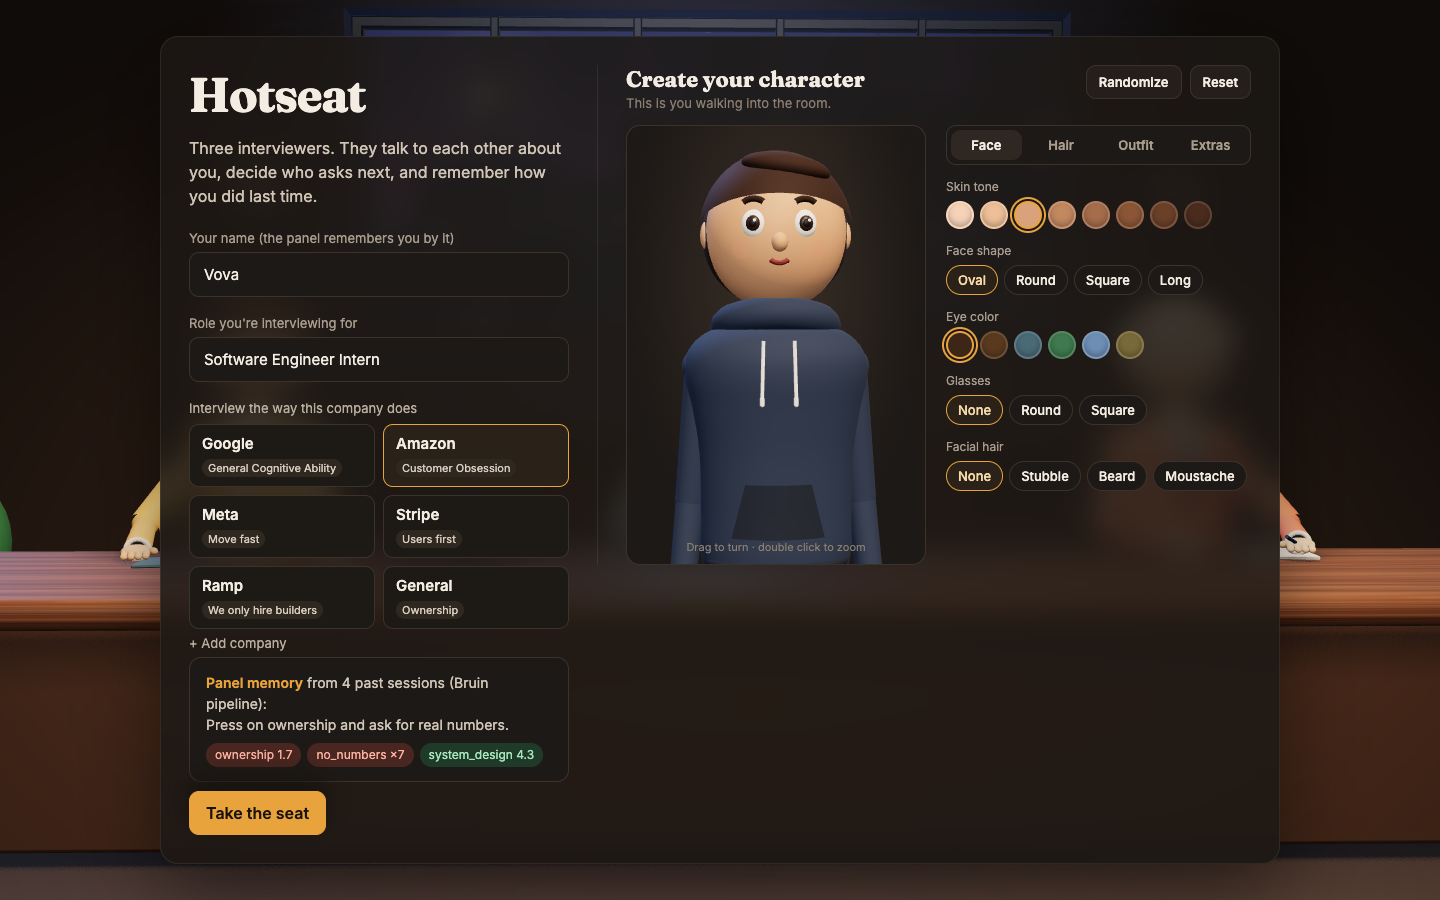 Hotseat
Three interviewers. They talk to each other about
you, decide who asks next, and remember how
you did last time.
Your name (the panel remembers you by it)
Vova
Role you're interviewing for
Software Engineer Intern
Interview the way this company does
Google
General Cognitive Ability
Amazon
Customer Obsession
Meta
Move fast
Stripe
Users first
Ramp
We only hire builders
General
Ownership
+ Add company
Panel memory from 4 past sessions (Bruin
pipeline):
Press on ownership and ask for real numbers.
ownership 1.7 no_numbers ×7 system_design 4.3
Take the seat
Create your character
This is you walking into the room.
Randomize Reset
Drag to turn · double click to zoom
Face Hair Outfit Extras
Skin tone
Face shape
Oval Round Square Long
Eye color
Glasses
None Round Square
Facial hair
None Stubble Beard Moustache